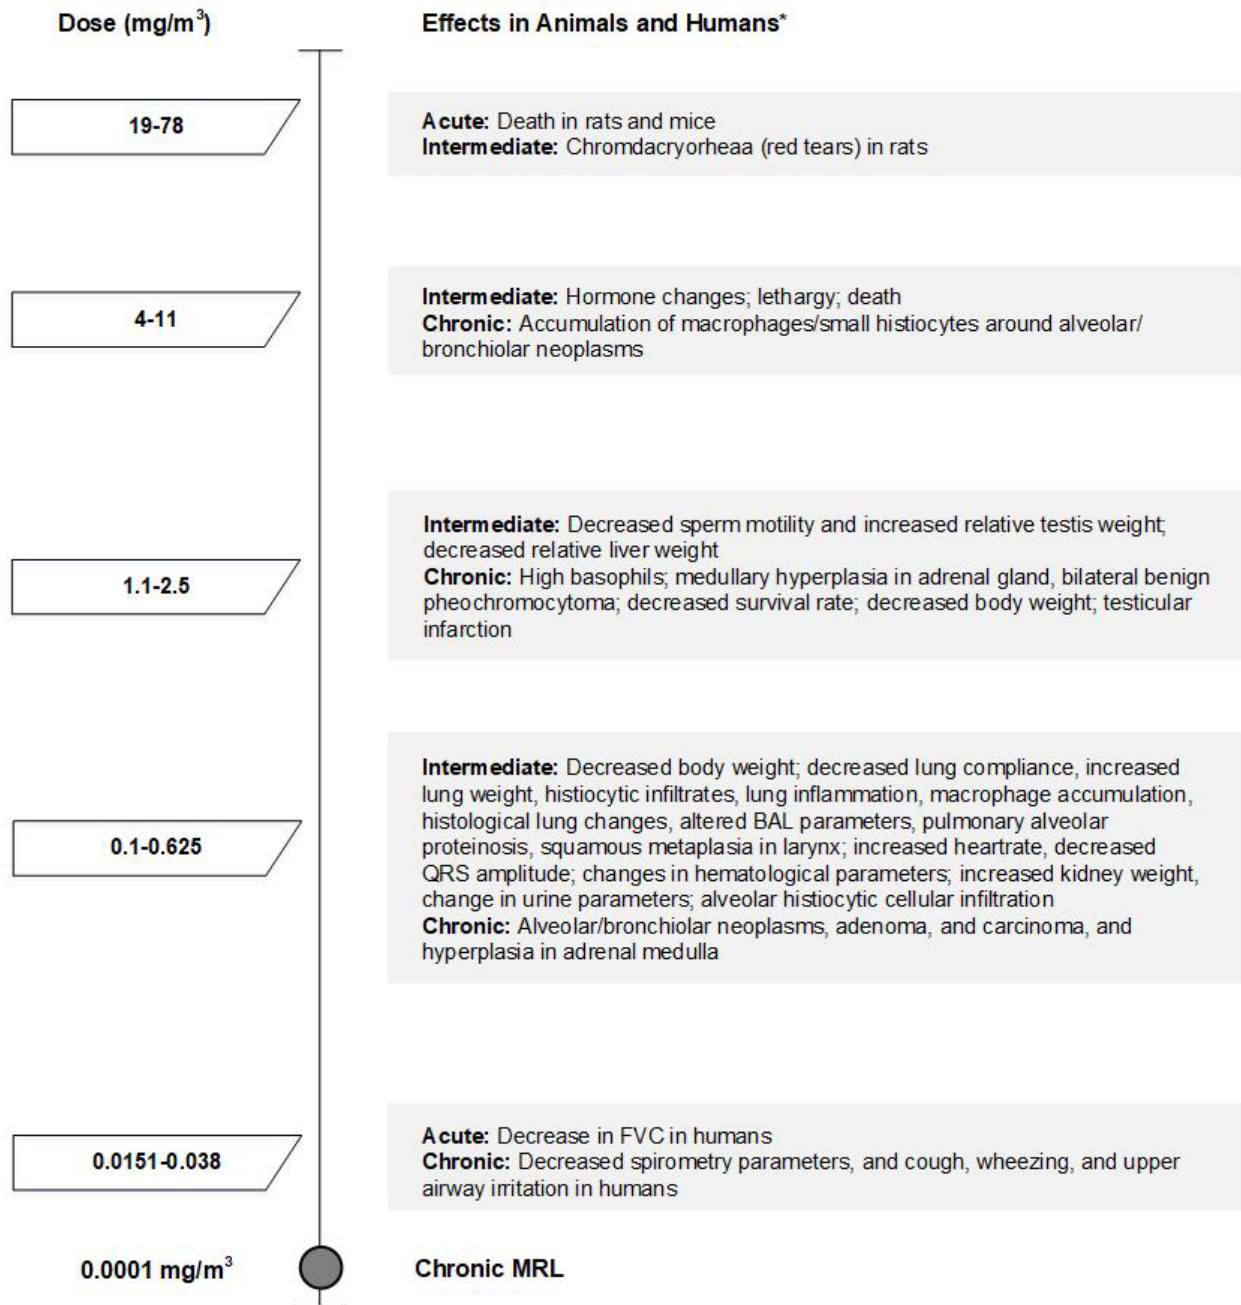 Dose (mg/m³)
Effects in Animals and Humans*
19-78
Acute: Death in rats and mice
Intermediate: Chromdacryorheaa (red tears) in rats
4-11
Intermediate: Hormone changes; lethargy; death
Chronic: Accumulation of macrophages/small histiocytes around alveolar/
bronchiolar neoplasms
1.1-2.5
Intermediate: Decreased sperm motility and increased relative testis weight;
decreased relative liver weight
Chronic: High basophils; medullary hyperplasia in adrenal gland, bilateral benign
pheochromocytoma; decreased survival rate; decreased body weight; testicular
infarction
0.1-0.625
Intermediate: Decreased body weight; decreased lung compliance, increased
lung weight, histiocytic infiltrates, lung inflammation, macrophage accumulation,
histological lung changes, altered BAL parameters, pulmonary alveolar
proteinosis, squamous metaplasia in larynx; increased heartrate, decreased
QRS amplitude; changes in hematological parameters; increased kidney weight,
change in urine parameters; alveolar histiocytic cellular infiltration
Chronic: Alveolar/bronchiolar neoplasms, adenoma, and carcinoma, and
hyperplasia in adrenal medulla
0.0151-0.038
Acute: Decrease in FVC in humans
Chronic: Decreased spirometry parameters, and cough, wheezing, and upper
airway irritation in humans
0.0001 mg/m³
Chronic MRL